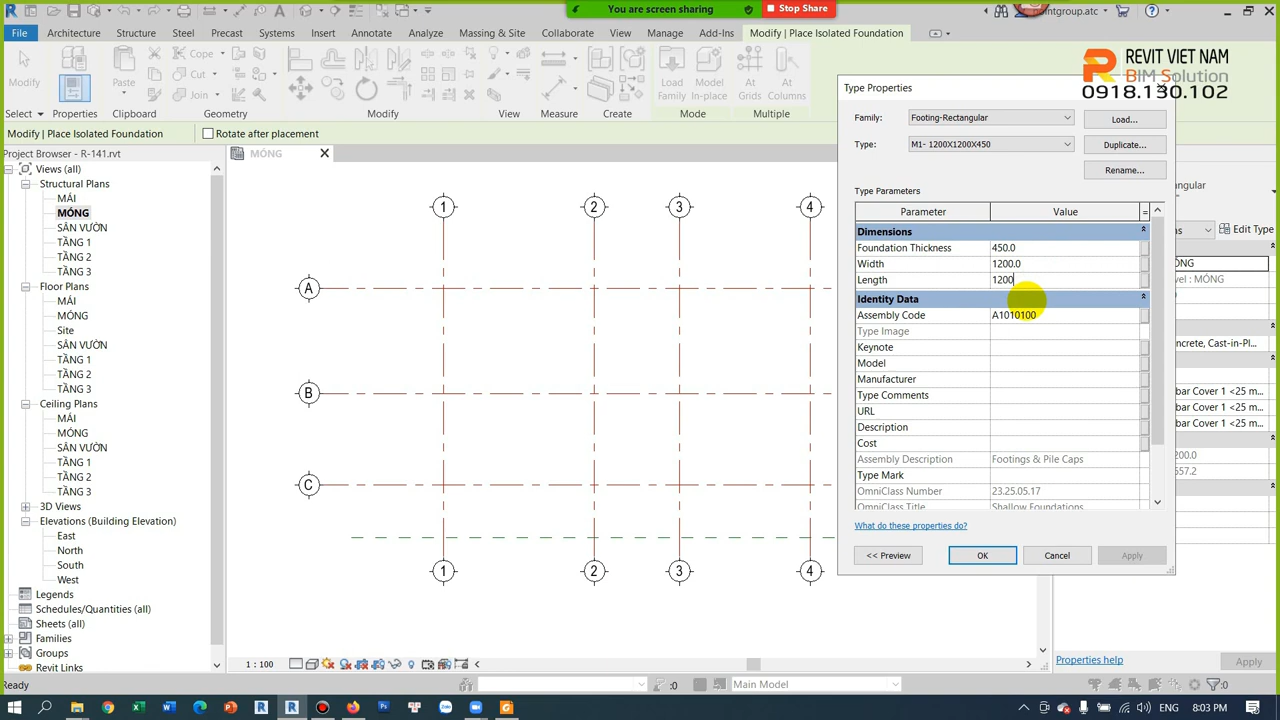 You are screen sharing
Stop Share
File
Architecture
Structure
Steel
Precast
Systems
Insert
Annotate
Analyze
Massing & Site
Collaborate
View
Manage
Add-Ins
Modify | Place Isolated Foundation
REVIT VIET NAM
BIM Solution
0918.130.102
Modify
Paste
Cope
Cut
Join
Load
Family
Model
In-place
At
Grids
At
Columns
Select
Properties
Clipboard
Geometry
Modify
View
Measure
Create
Mode
Multiple
Modify | Place Isolated Foundation
Rotate after placement
Project Browser - R-141.rvt
Views (all)
Structural Plans
MÁI
MÓNG
SÂN VƯỜN
TẦNG 1
TẦNG 2
TẦNG 3
Floor Plans
MÁI
MÓNG
Site
SÂN VƯỜN
TẦNG 1
TẦNG 2
TẦNG 3
Ceiling Plans
MÁI
MÓNG
SÂN VƯỜN
TẦNG 1
TẦNG 2
TẦNG 3
3D Views
Elevations (Building Elevation)
East
North
South
West
Legends
Schedules/Quantities (all)
Sheets (all)
Families
Groups
Revit Links
MÓNG
1 2 3 4
A
B
C
1 2 3 4
Type Properties
Family: Footing-Rectangular Load...
Type: M1- 1200X1200X450 Duplicate...
Rename...
Type Parameters
Parameter Value =
Dimensions
Foundation Thickness 450.0
Width 1200.0
Length 1200
Identity Data
Assembly Code A1010100
Type Image
Keynote
Model
Manufacturer
Type Comments
URL
Description
Cost
Assembly Description Footings & Pile Caps
Type Mark
OmniClass Number 23.25.05.17
OmniClass Title Shallow Foundations
What do these properties do?
<< Preview OK Cancel Apply
Edit Type
Properties help Apply
1 : 100
Ready
:0
Main Model
:0
ENG 8:03 PM